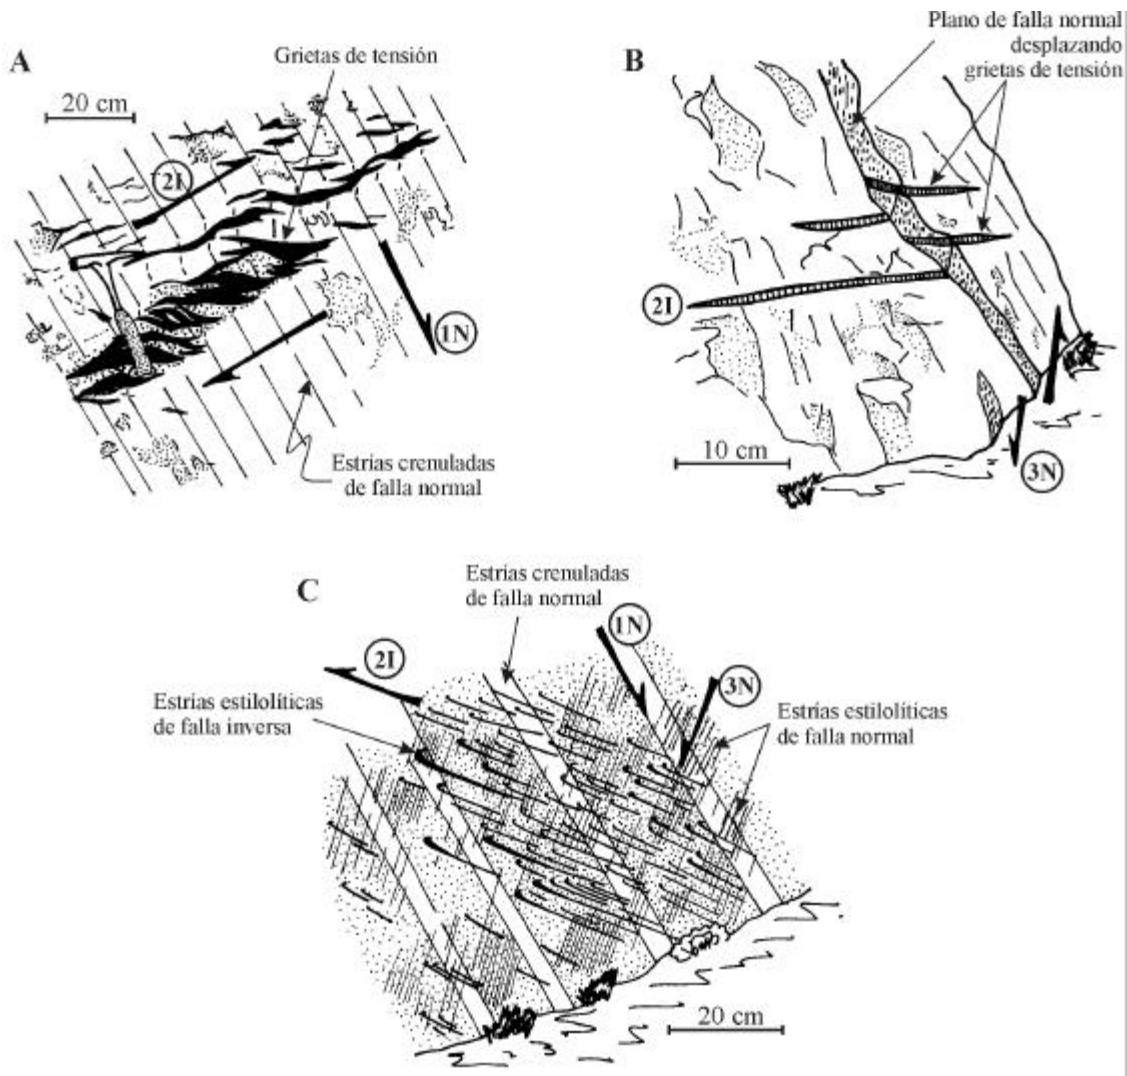 A
Grietas de tensión
20 cm
2I
1N
Estrías crenuladas
de falla normal
B
Plano de falla normal
desplazando
grietas de tensión
2I
10 cm
3N
C
Estrías crenuladas
de falla normal
1N
2I
3N
Estrías estilolíticas
de falla inversa
Estrías estilolíticas
de falla normal
20 cm